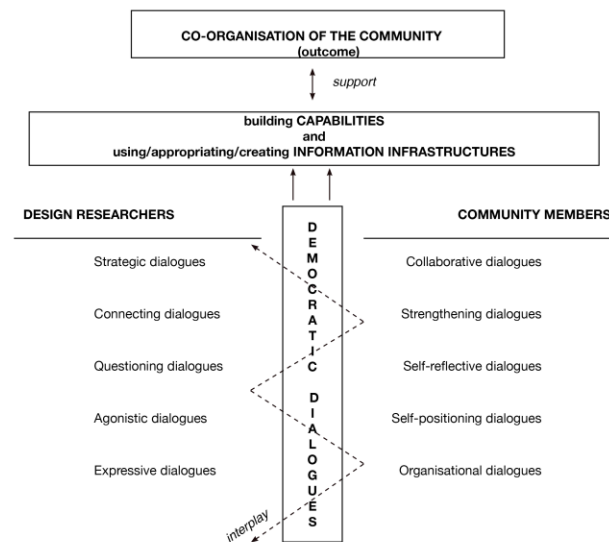 CO-ORGANISATION OF THE COMMUNITY
(outcome)
support
building CAPABILITIES
and
using/appropriating/creating INFORMATION INFRASTRUCTURES
DESIGN RESEARCHERS
Strategic dialogues
Connecting dialogues
Questioning dialogues
Agonistic dialogues
Expressive dialogues
DEMOCRATIC DIALOGUES
interplay
COMMUNITY MEMBERS
Collaborative dialogues
Strengthening dialogues
Self-reflective dialogues
Self-positioning dialogues
Organisational dialogues